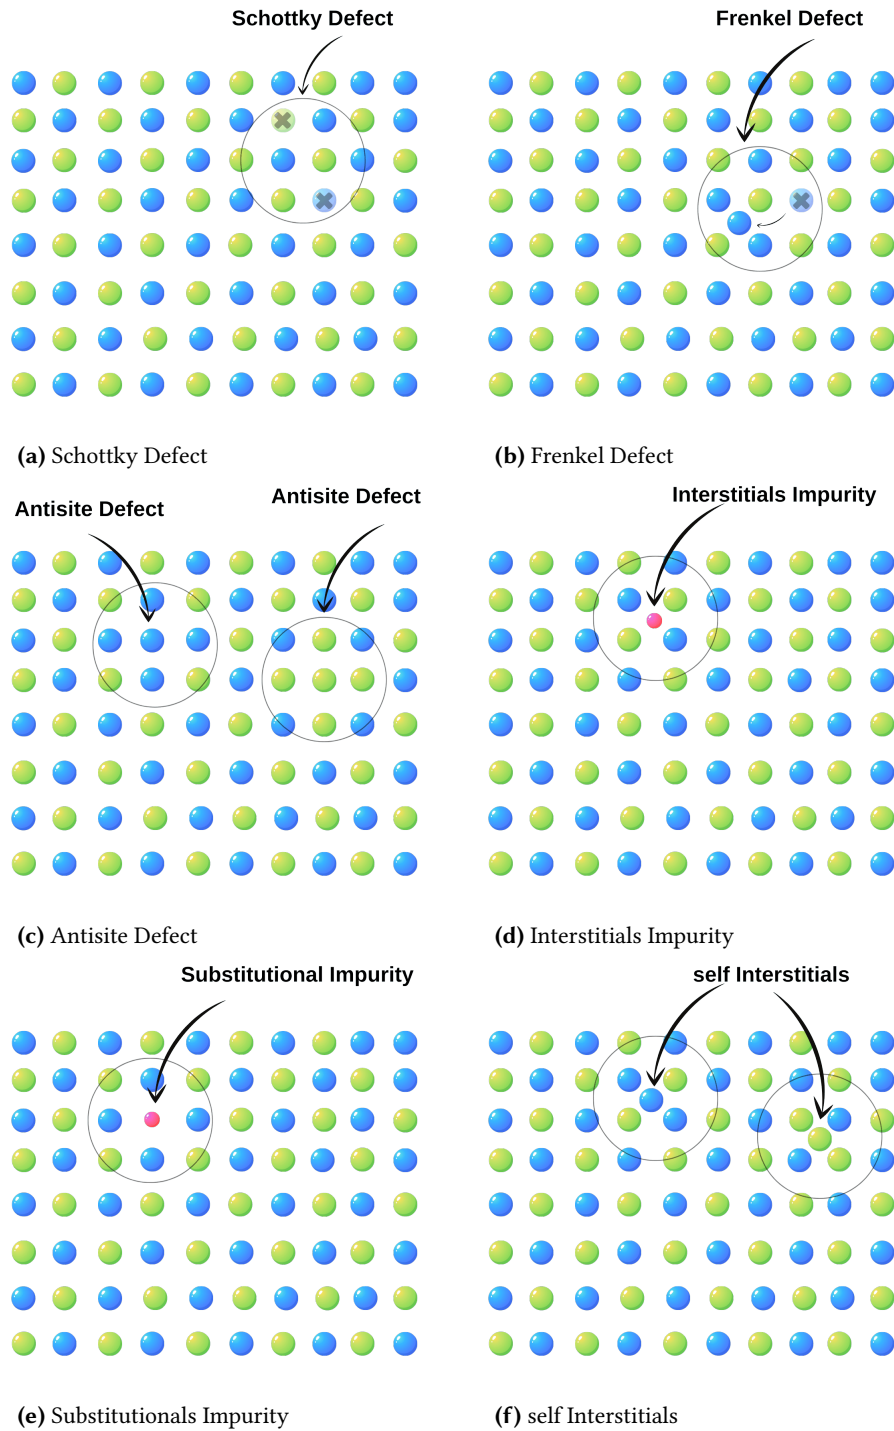 Schottky Defect
Frenkel Defect
(a) Schottky Defect
(b) Frenkel Defect
Antisite Defect
Antisite Defect
Interstitials Impurity
(c) Antisite Defect
(d) Interstitials Impurity
Substitutional Impurity
self Interstitials
(e) Substitutionals Impurity
(f) self Interstitials